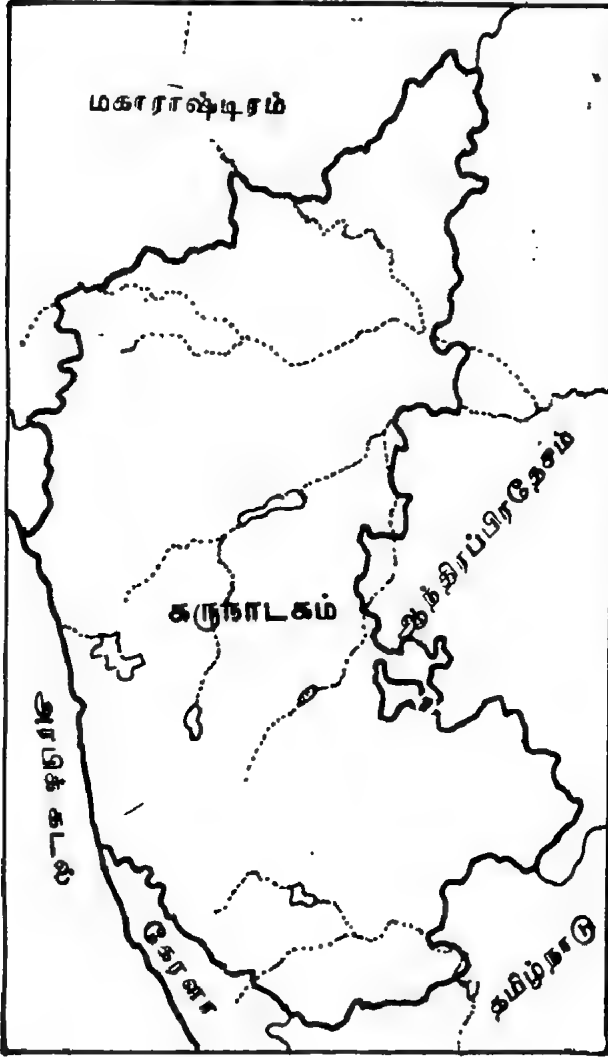 மகாராஷ்டிரம்
ஆந்திரப்பிரதேசம்
கருநாடகம்
அரபிக் கடல்
கேரளா
தமிழ்நாடு